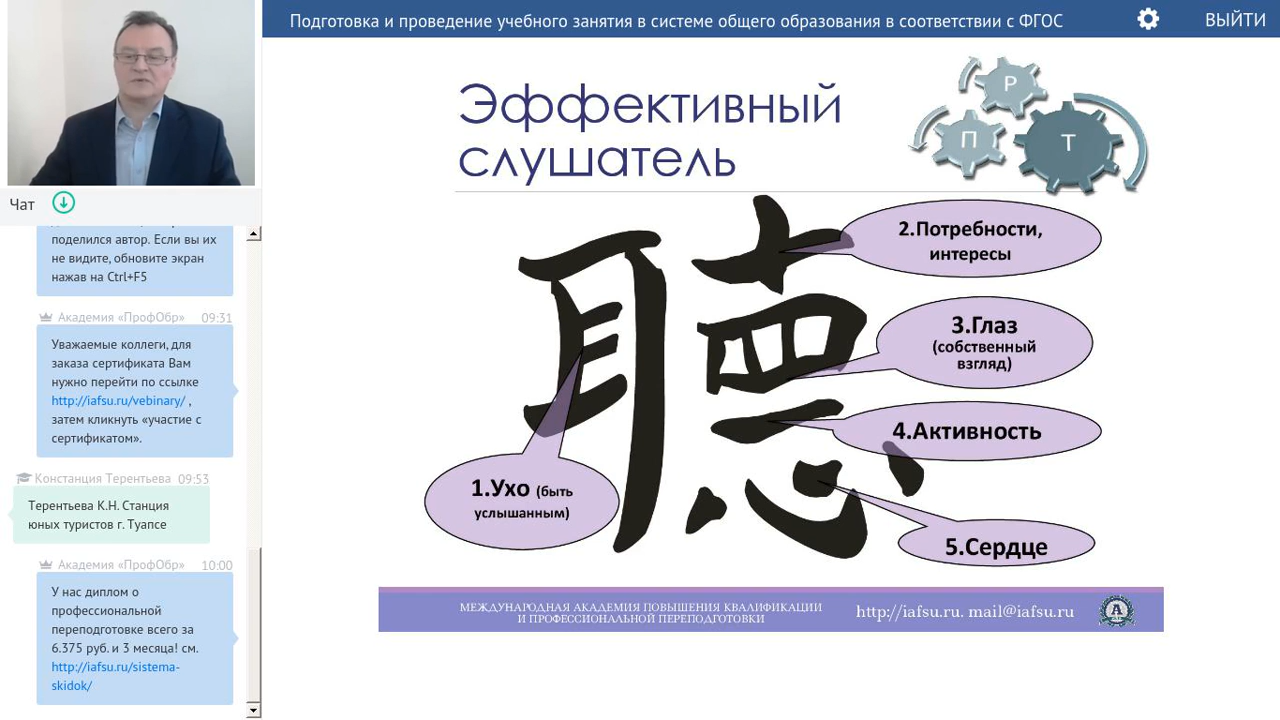 Подготовка и проведение учебного занятия в системе общего образования в соответствии с ФГОС
ВЫЙТИ
Чат
поделился автор. Если вы их
не видите, обновите экран
нажав на Ctrl+F5
Академия «ПрофОбр» 09:31
Уважаемые коллеги, для
заказа сертификата Вам
нужно перейти по ссылке
http://iafsu.ru/vebinary/ ,
затем кликнуть «участие с
сертификатом».
Констанция Терентьева 09:53
Терентьева К.Н. Станция
юных туристов г. Туапсе
Академия «ПрофОбр» 10:00
У нас диплом о
профессиональной
переподготовке всего за
6.375 руб. и 3 месяца! см.
http://iafsu.ru/sistema-
skidok/
Эффективный
слушатель
Р
П
Т
聽
2.Потребности,
интересы
3.Глаз
(собственный
взгляд)
4.Активность
1.Ухо (быть
услышанным)
5.Сердце
МЕЖДУНАРОДНАЯ АКАДЕМИЯ ПОВЫШЕНИЯ КВАЛИФИКАЦИИ
И ПРОФЕССИОНАЛЬНОЙ ПЕРЕПОДГОТОВКИ
http://iafsu.ru. mail@iafsu.ru